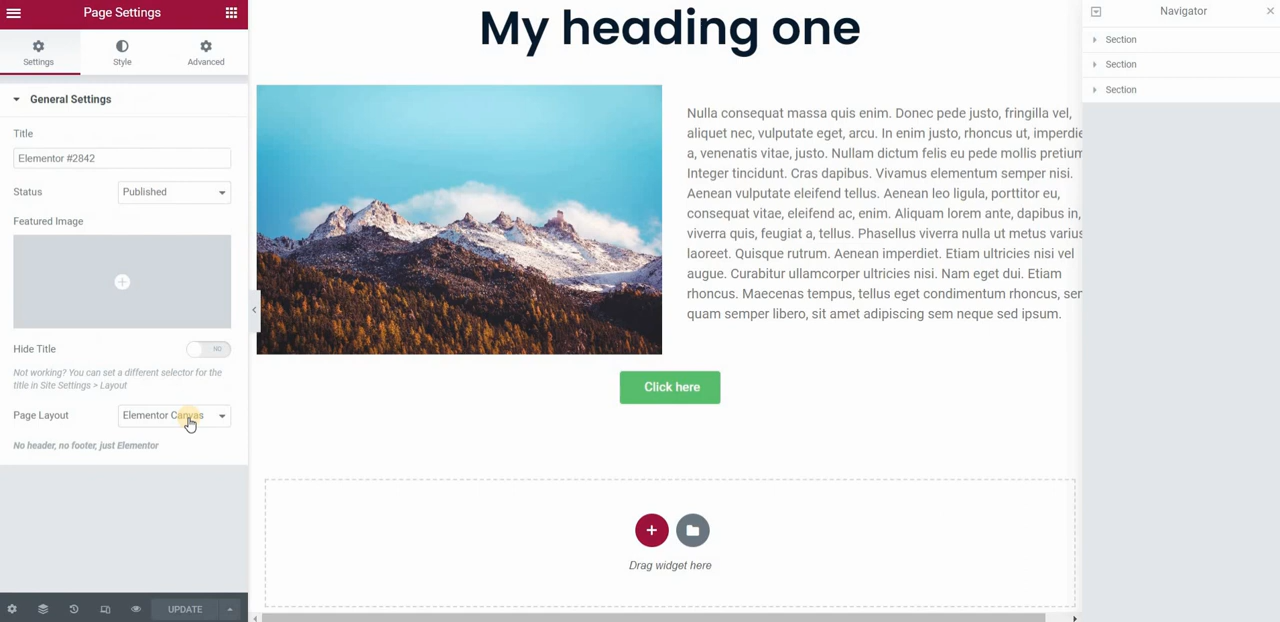 Page Settings
Settings
Style
Advanced
General Settings
Title
Elementor #2842
Status
Published
Featured Image
Hide Title
NO
Not working? You can set a different selector for the
title in Site Settings > Layout
Page Layout
Elementor Canvas
No header, no footer, just Elementor
UPDATE
My heading one
Nulla consequat massa quis enim. Donec pede justo, fringilla vel,
aliquet nec, vulputate eget, arcu. In enim justo, rhoncus ut, imperdie
a, venenatis vitae, justo. Nullam dictum felis eu pede mollis pretium
Integer tincidunt. Cras dapibus. Vivamus elementum semper nisi.
Aenean vulputate eleifend tellus. Aenean leo ligula, porttitor eu,
consequat vitae, eleifend ac, enim. Aliquam lorem ante, dapibus in,
viverra quis, feugiat a, tellus. Phasellus viverra nulla ut metus varius
laoreet. Quisque rutrum. Aenean imperdiet. Etiam ultricies nisi vel
augue. Curabitur ullamcorper ultricies nisi. Nam eget dui. Etiam
rhoncus. Maecenas tempus, tellus eget condimentum rhoncus, ser
quam semper libero, sit amet adipiscing sem neque sed ipsum.
Click here
Drag widget here
Navigator
Section
Section
Section